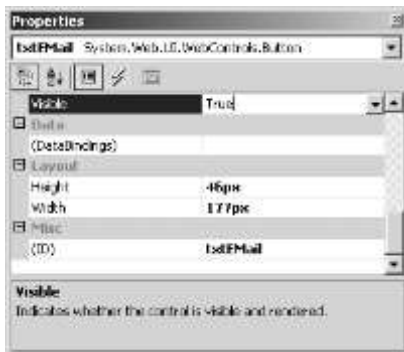 Properties
txtEMail System.Web.UI.WebControls.Button
Visible True
Data
(DataBindings)
Layout
Height 46px
Width 177px
Misc
(ID) txtEMail
Visible
Indicates whether the control is visible and rendered.